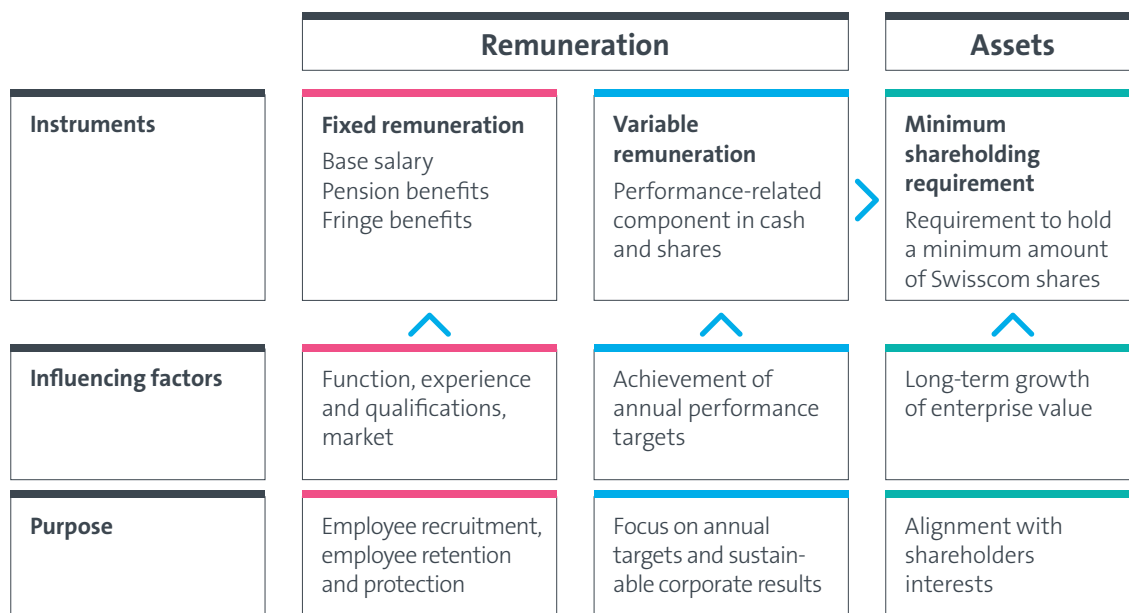 Remuneration
Assets
Instruments
Fixed remuneration
Base salary
Pension benefits
Fringe benefits
Variable
remuneration
Performance-related
component in cash
and shares
Minimum
shareholding
requirement
Requirement to hold
a minimum amount
of Swisscom shares
Influencing factors
Function, experience
and qualifications,
market
Achievement of
annual performance
targets
Long-term growth
of enterprise value
Purpose
Employee recruitment,
employee retention
and protection
Focus on annual
targets and sustain-
able corporate results
Alignment with
shareholders
interests